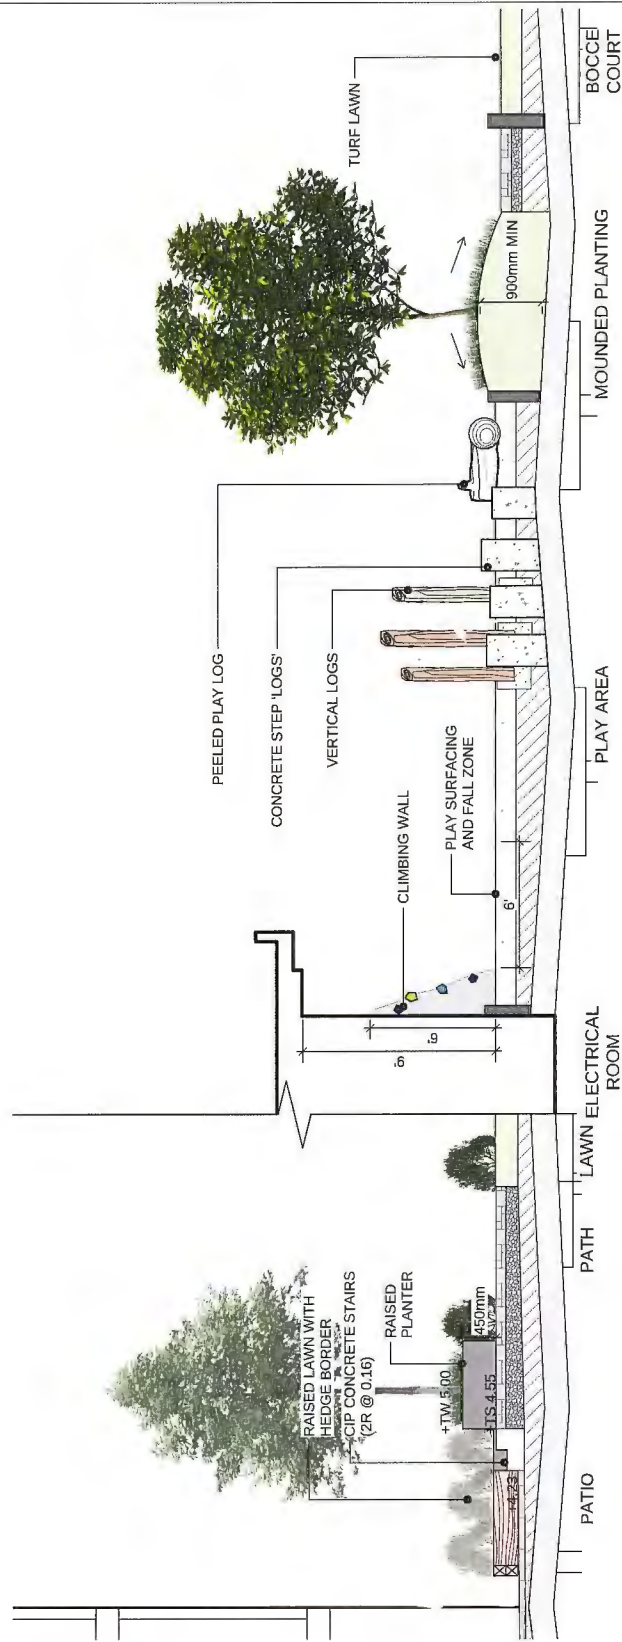 RAISED LAWN WITH
HEDGE BORDER
CIP CONCRETE STAIRS
(2R @ 0.16)
RAISED
PLANTER
+TW 5.00
+TS 4.55
450mm
+4.23
9'
6'
CLIMBING WALL
PLAY SURFACING
AND FALL ZONE
6'
PEELED PLAY LOG
CONCRETE STEP 'LOGS'
VERTICAL LOGS
TURF LAWN
900mm MIN
PATIO
PATH
LAWN
ELECTRICAL
ROOM
PLAY AREA
MOUNDED PLANTING
BOCCE
COURT